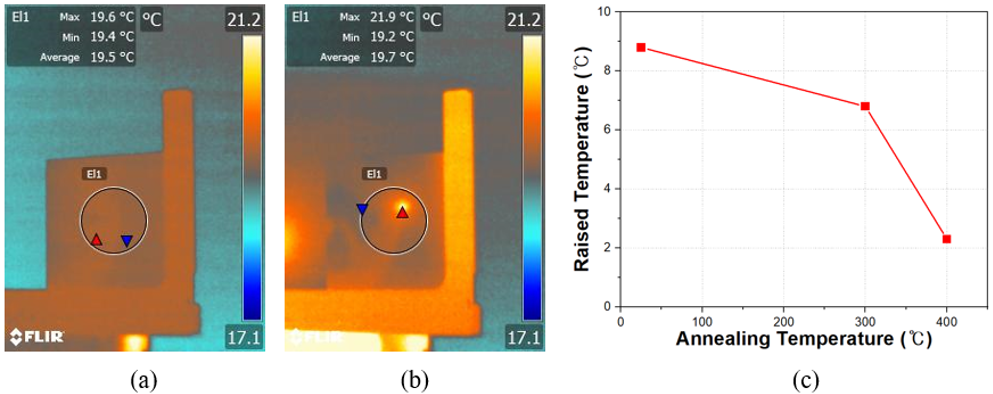 El1 Max 19.6 °C
Min 19.4 °C
Average 19.5 °C
°C
21.2
El1
FLIR
17.1
(a)
El1 Max 21.9 °C
Min 19.2 °C
Average 19.7 °C
°C
21.2
El1
FLIR
17.1
(b)
10
8
6
4
2
0
Raised Temperature (℃)
0 100 200 300 400
Annealing Temperature (℃)
(c)